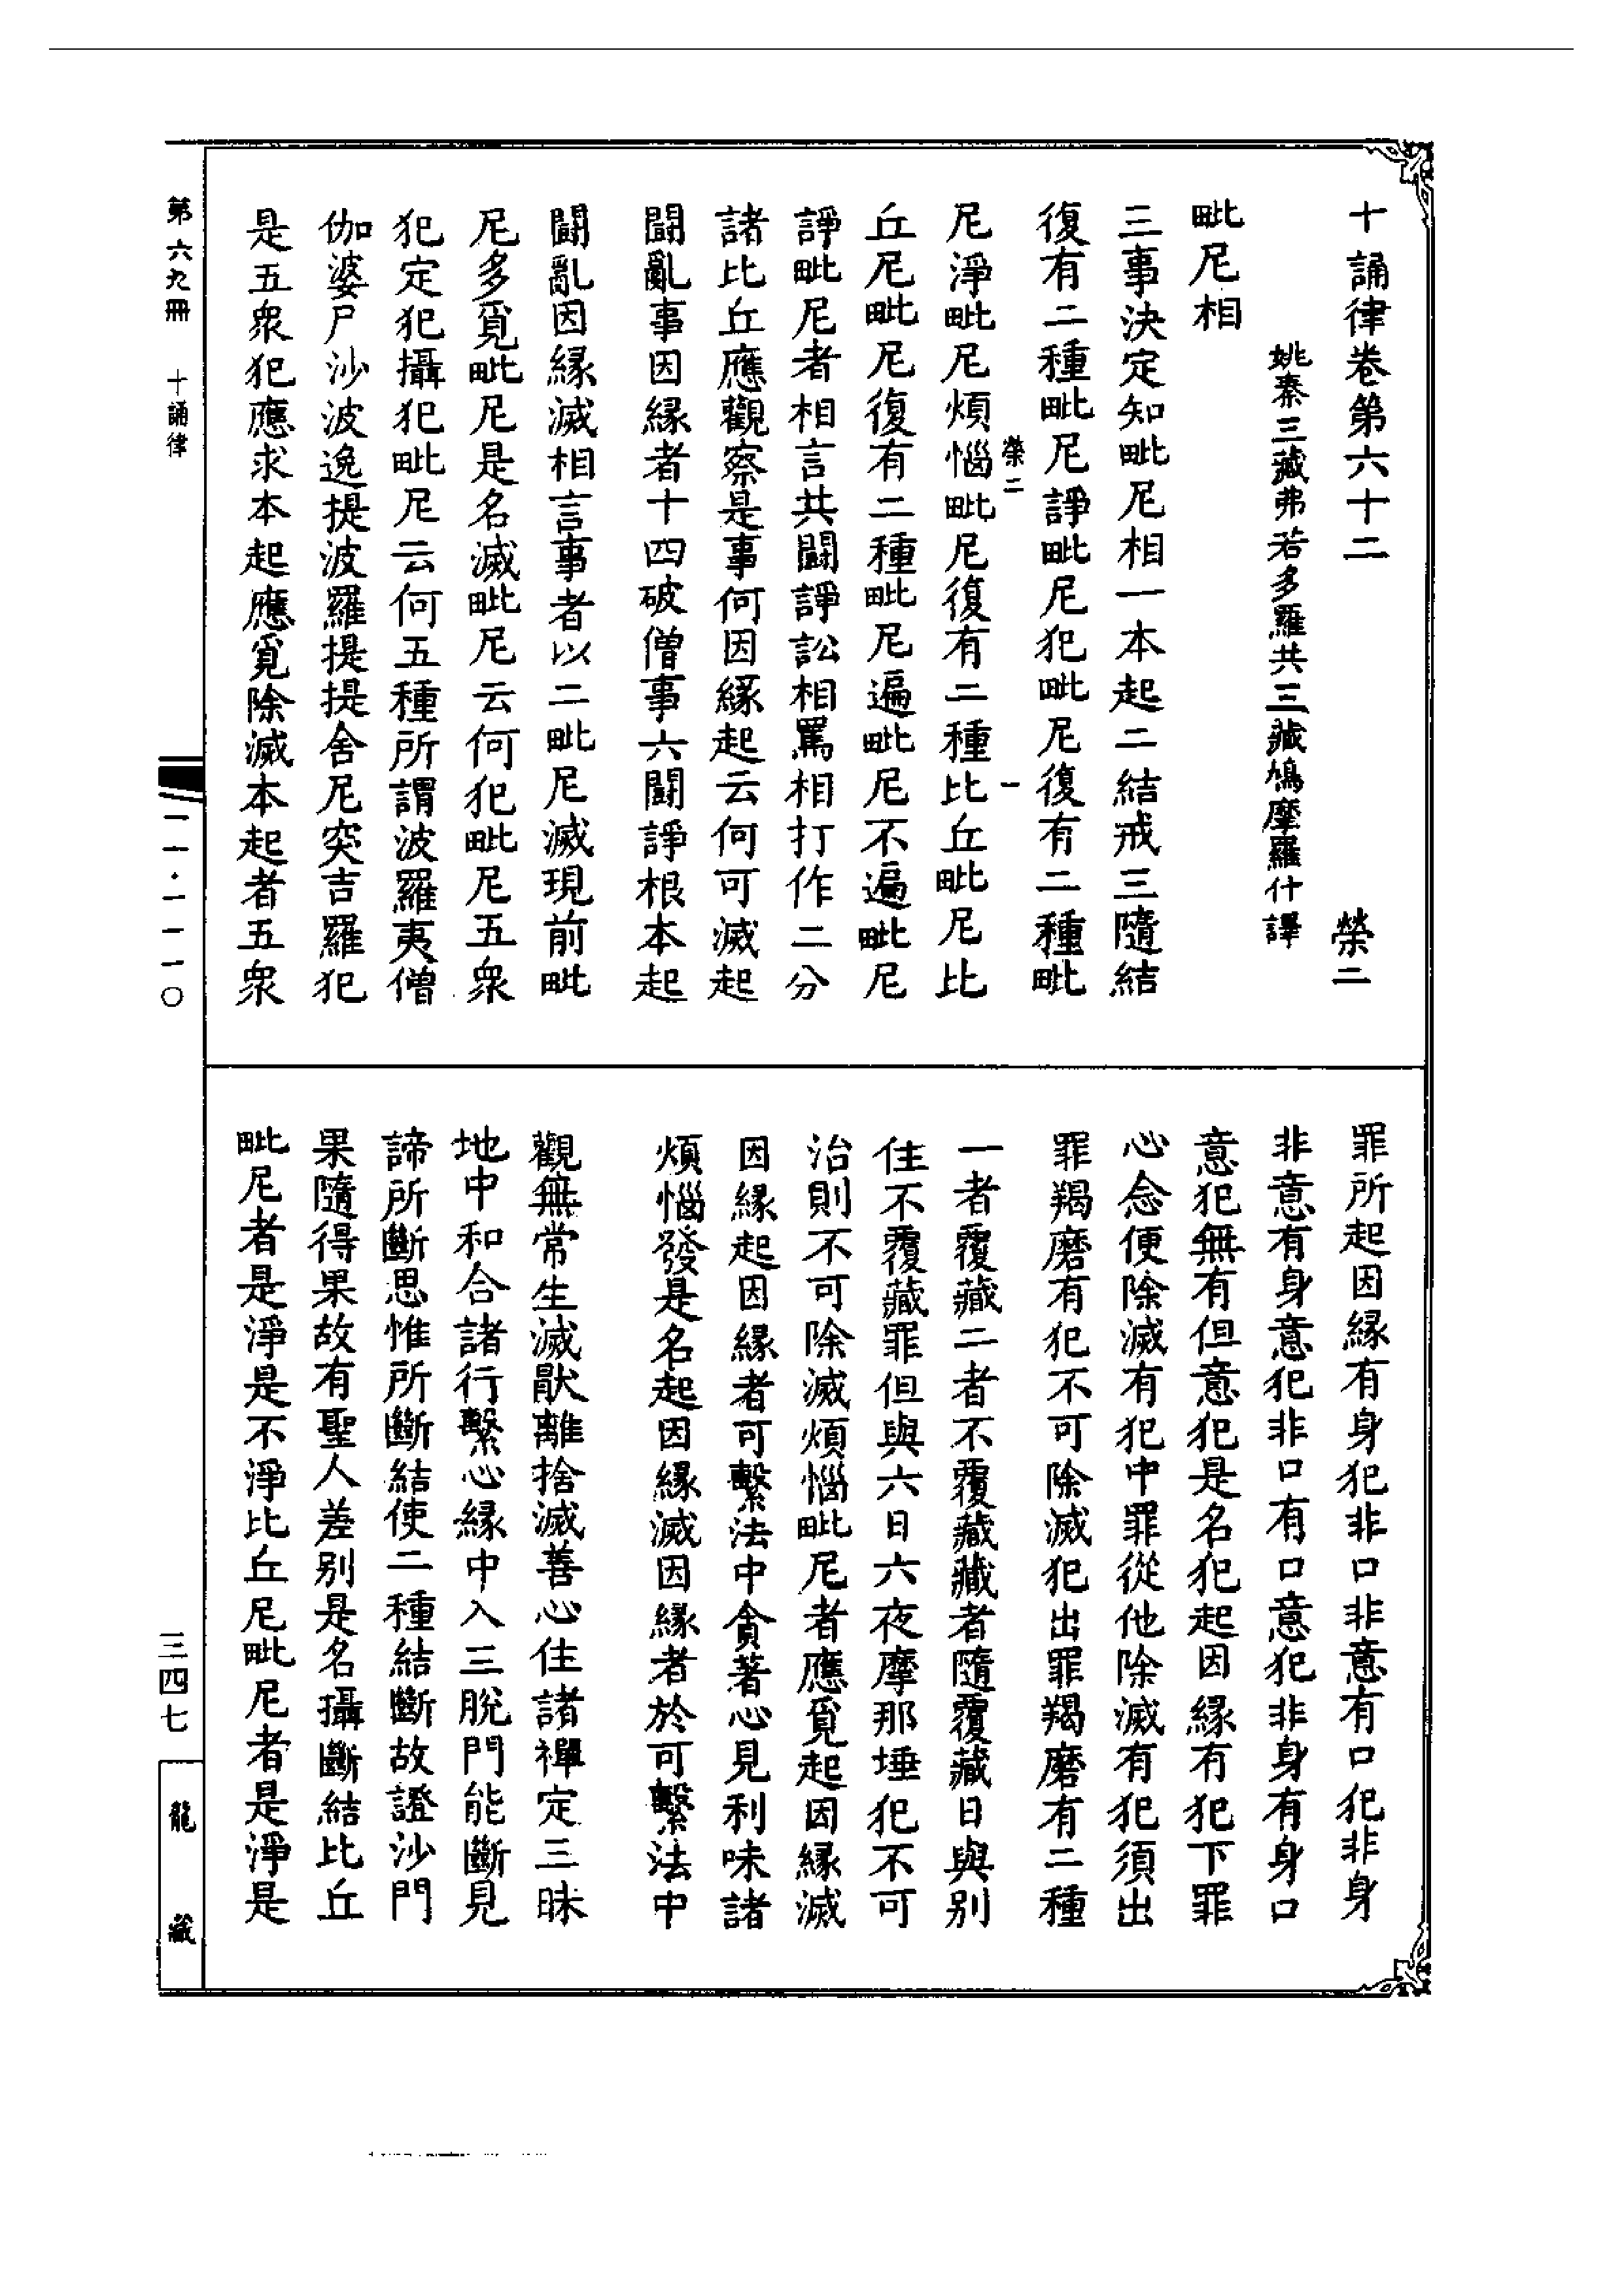 十誦律卷第六十二　榮二
姚秦三藏弗若多羅共三藏鳩摩羅什譯
毗尼相
三事決定知毗尼相一本起二結戒三隨結
復有二種毗尼諍毗尼犯毗尼復有二種毗
榮二　一
尼淨毗尼煩惱毗尼復有二種比丘毗尼比
丘尼毗尼復有二種毗尼遍毗尼不遍毗尼
諍毗尼者相言共鬪諍訟相罵相打作二分
諸比丘應觀察是事何因緣起云何可滅起
鬪亂事因緣者十四破僧事六鬪諍根本起
鬪亂因緣滅相言事者以二毗尼滅現前毗
尼多覓毗尼是名滅毗尼云何犯毗尼五衆
犯定犯攝犯毗尼云何五種所謂波羅夷僧
伽婆尸沙波逸提波羅提提舍尼突吉羅犯
是五衆犯應求本起應覓除滅本起者五衆
罪所起因緣有身犯非口非意有口犯非身
非意有身意犯非口有口意犯非身有身口
意犯無有但意犯是名犯起因緣有犯下罪
心念便除滅有犯中罪從他除滅有犯須出
罪羯磨有犯不可除滅犯出罪羯磨有二種
一者覆藏二者不覆藏藏者隨覆藏日與別
住不覆藏罪但與六日六夜摩那埵犯不可
治則不可除滅煩惱毗尼者應覓起因緣滅
因緣起因緣者可繫法中貪著心見利味諸
煩惱發是名起因緣滅因緣者於可繫法中
觀無常生滅猒離捨滅善心住諸禪定三昧
地中和合諸行繫心緣中入三脫門能斷見
諦所斷思惟所斷結使二種結斷故證沙門
果隨得果果故有聖人差別是名攝斷結比丘
毗尼者是淨是不淨比丘尼毗尼者是淨是
第六九冊　十誦律
一一·一一一〇
三四七
龍藏